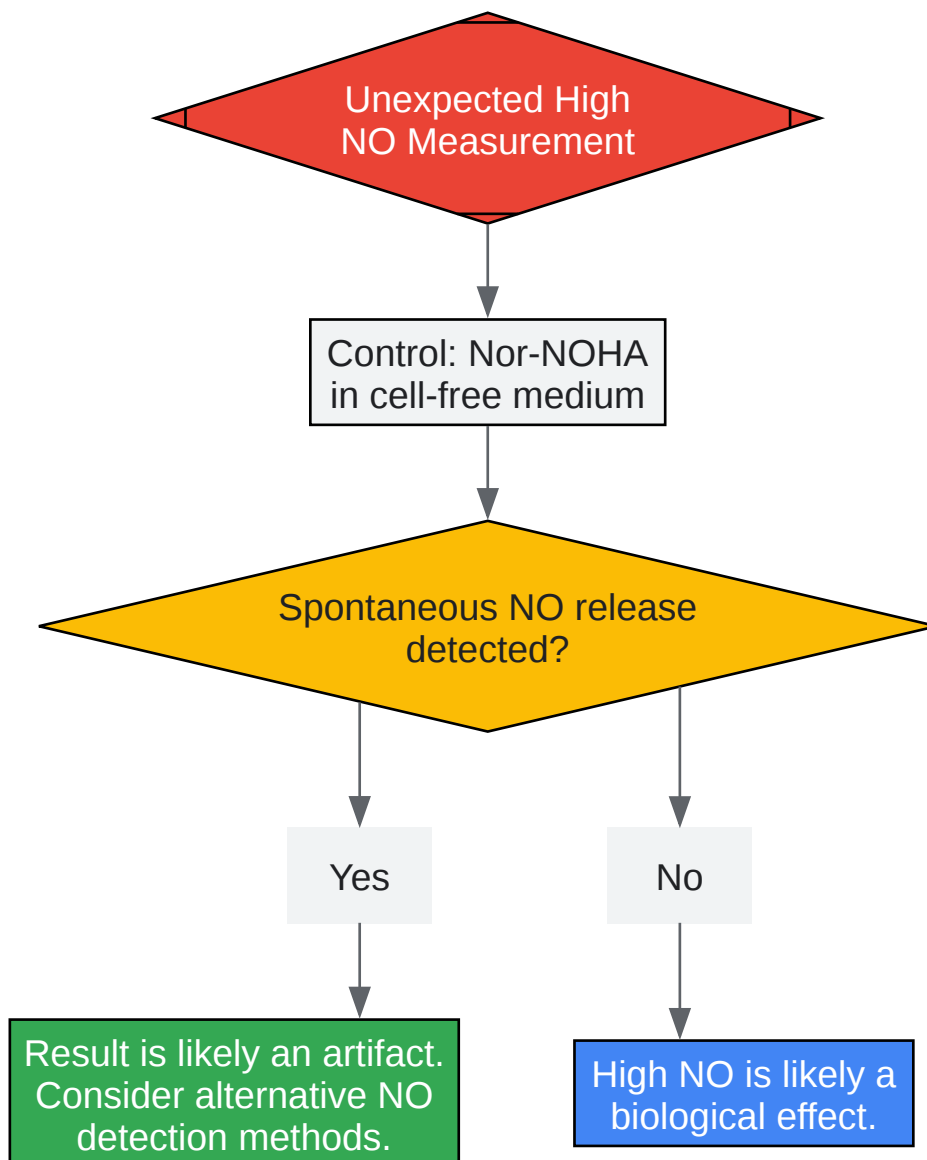 Unexpected High
NO Measurement
Control: Nor-NOHA
in cell-free medium
Spontaneous NO release
detected?
Yes
No
Result is likely an artifact.
Consider alternative NO
detection methods.
High NO is likely a
biological effect.